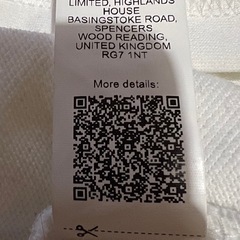 LIMITED, HIGHLANDS
HOUSE
BASINGSTOKE ROAD,
SPENCERS
WOOD READING,
UNITED KINGDOM
RG7 1NT
More details: